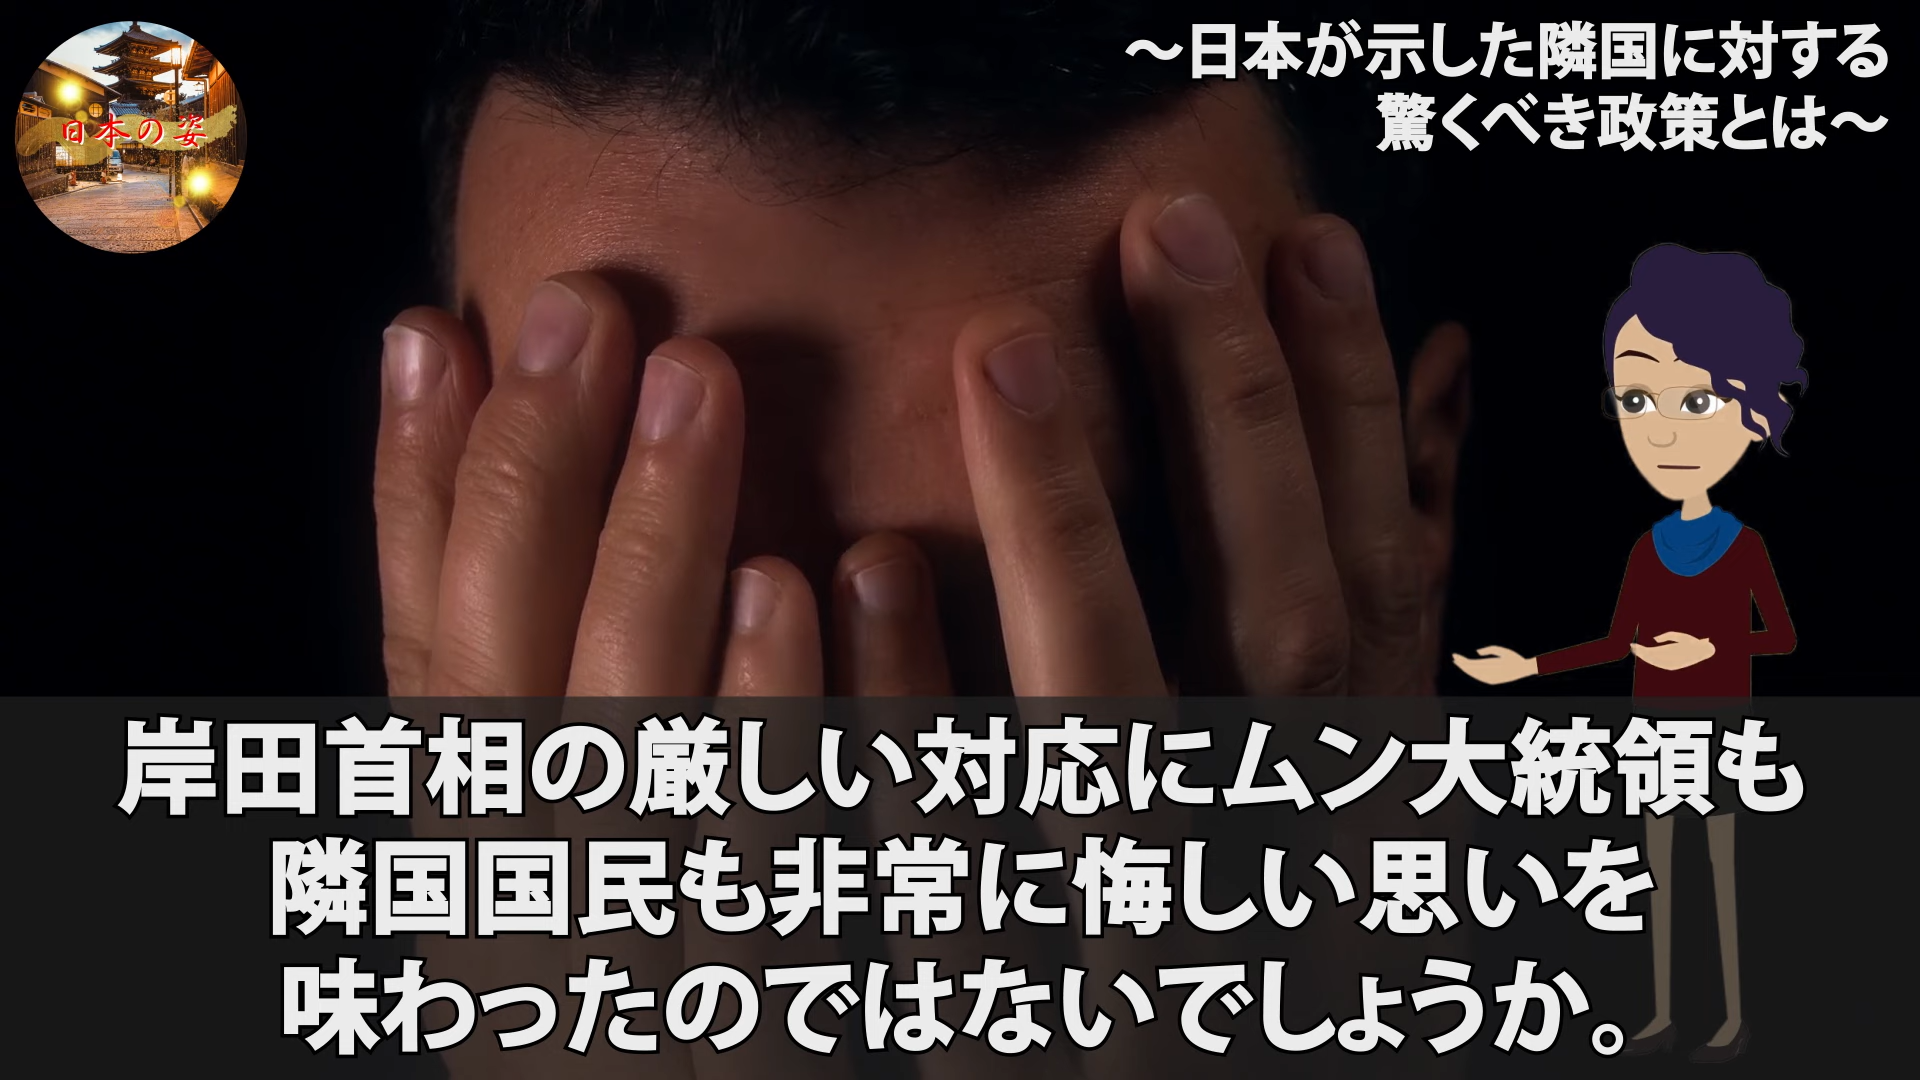 日本の姿
～日本が示した隣国に対する
驚くべき政策とは～
岸田首相の厳しい対応にムン大統領も
隣国国民も非常に悔しい思いを
味わったのではないでしょうか。